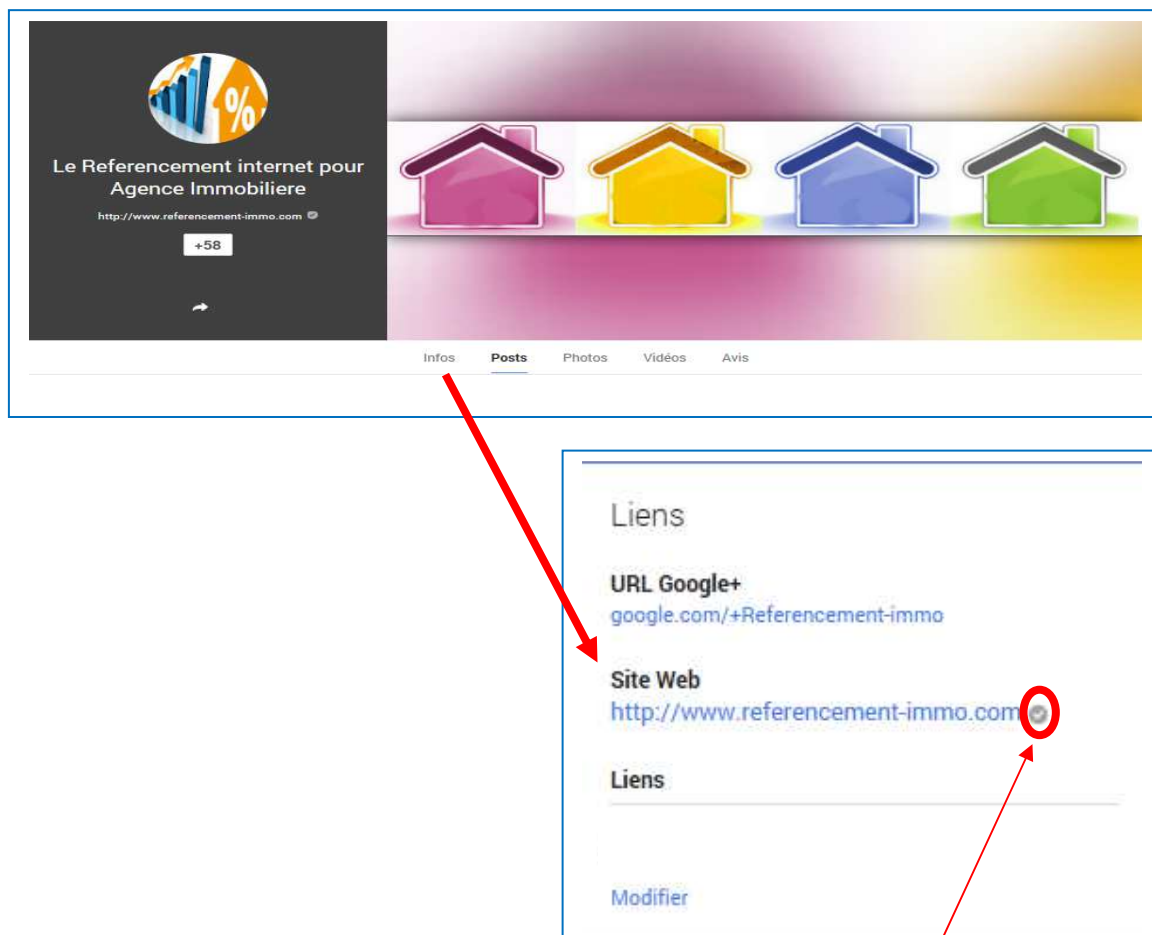 %
Le Referencement internet pour
Agence Immobiliere
http://www.referencement-immo.com
+58
Infos Posts Photos Vidéos Avis
Liens
URL Google+
google.com/+Referencement-immo
Site Web
http://www.referencement-immo.com
Liens
Modifier